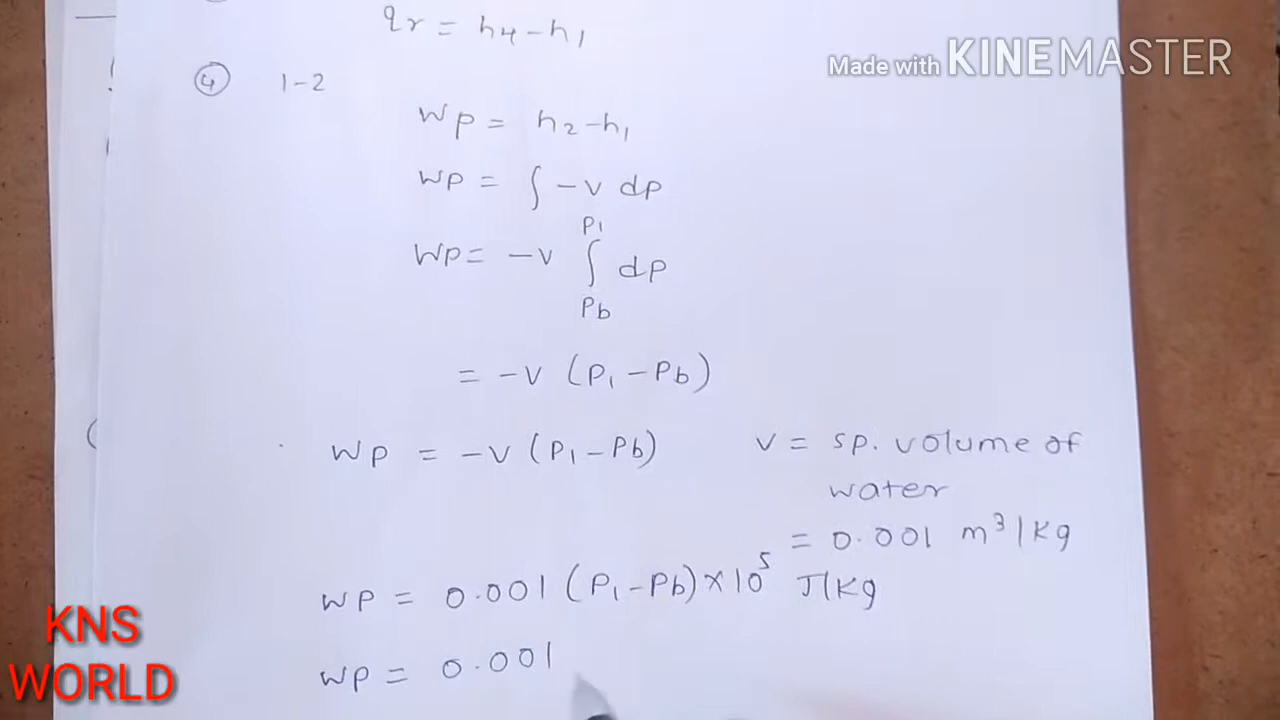 qr = h4 - h1
Made with KINEMASTER
④ 1-2
Wp = h2 - h1
Wp = ∫ -v dp
P1
Wp = -v ∫ dp
Pb
= -v (P1 - Pb)
Wp = -v (P1 - Pb) v = sp. volume of
water
= 0.001 m³/kg
Wp = 0.001 (P1 - Pb) × 10⁵ J/kg
Wp = 0.001
KNS
WORLD